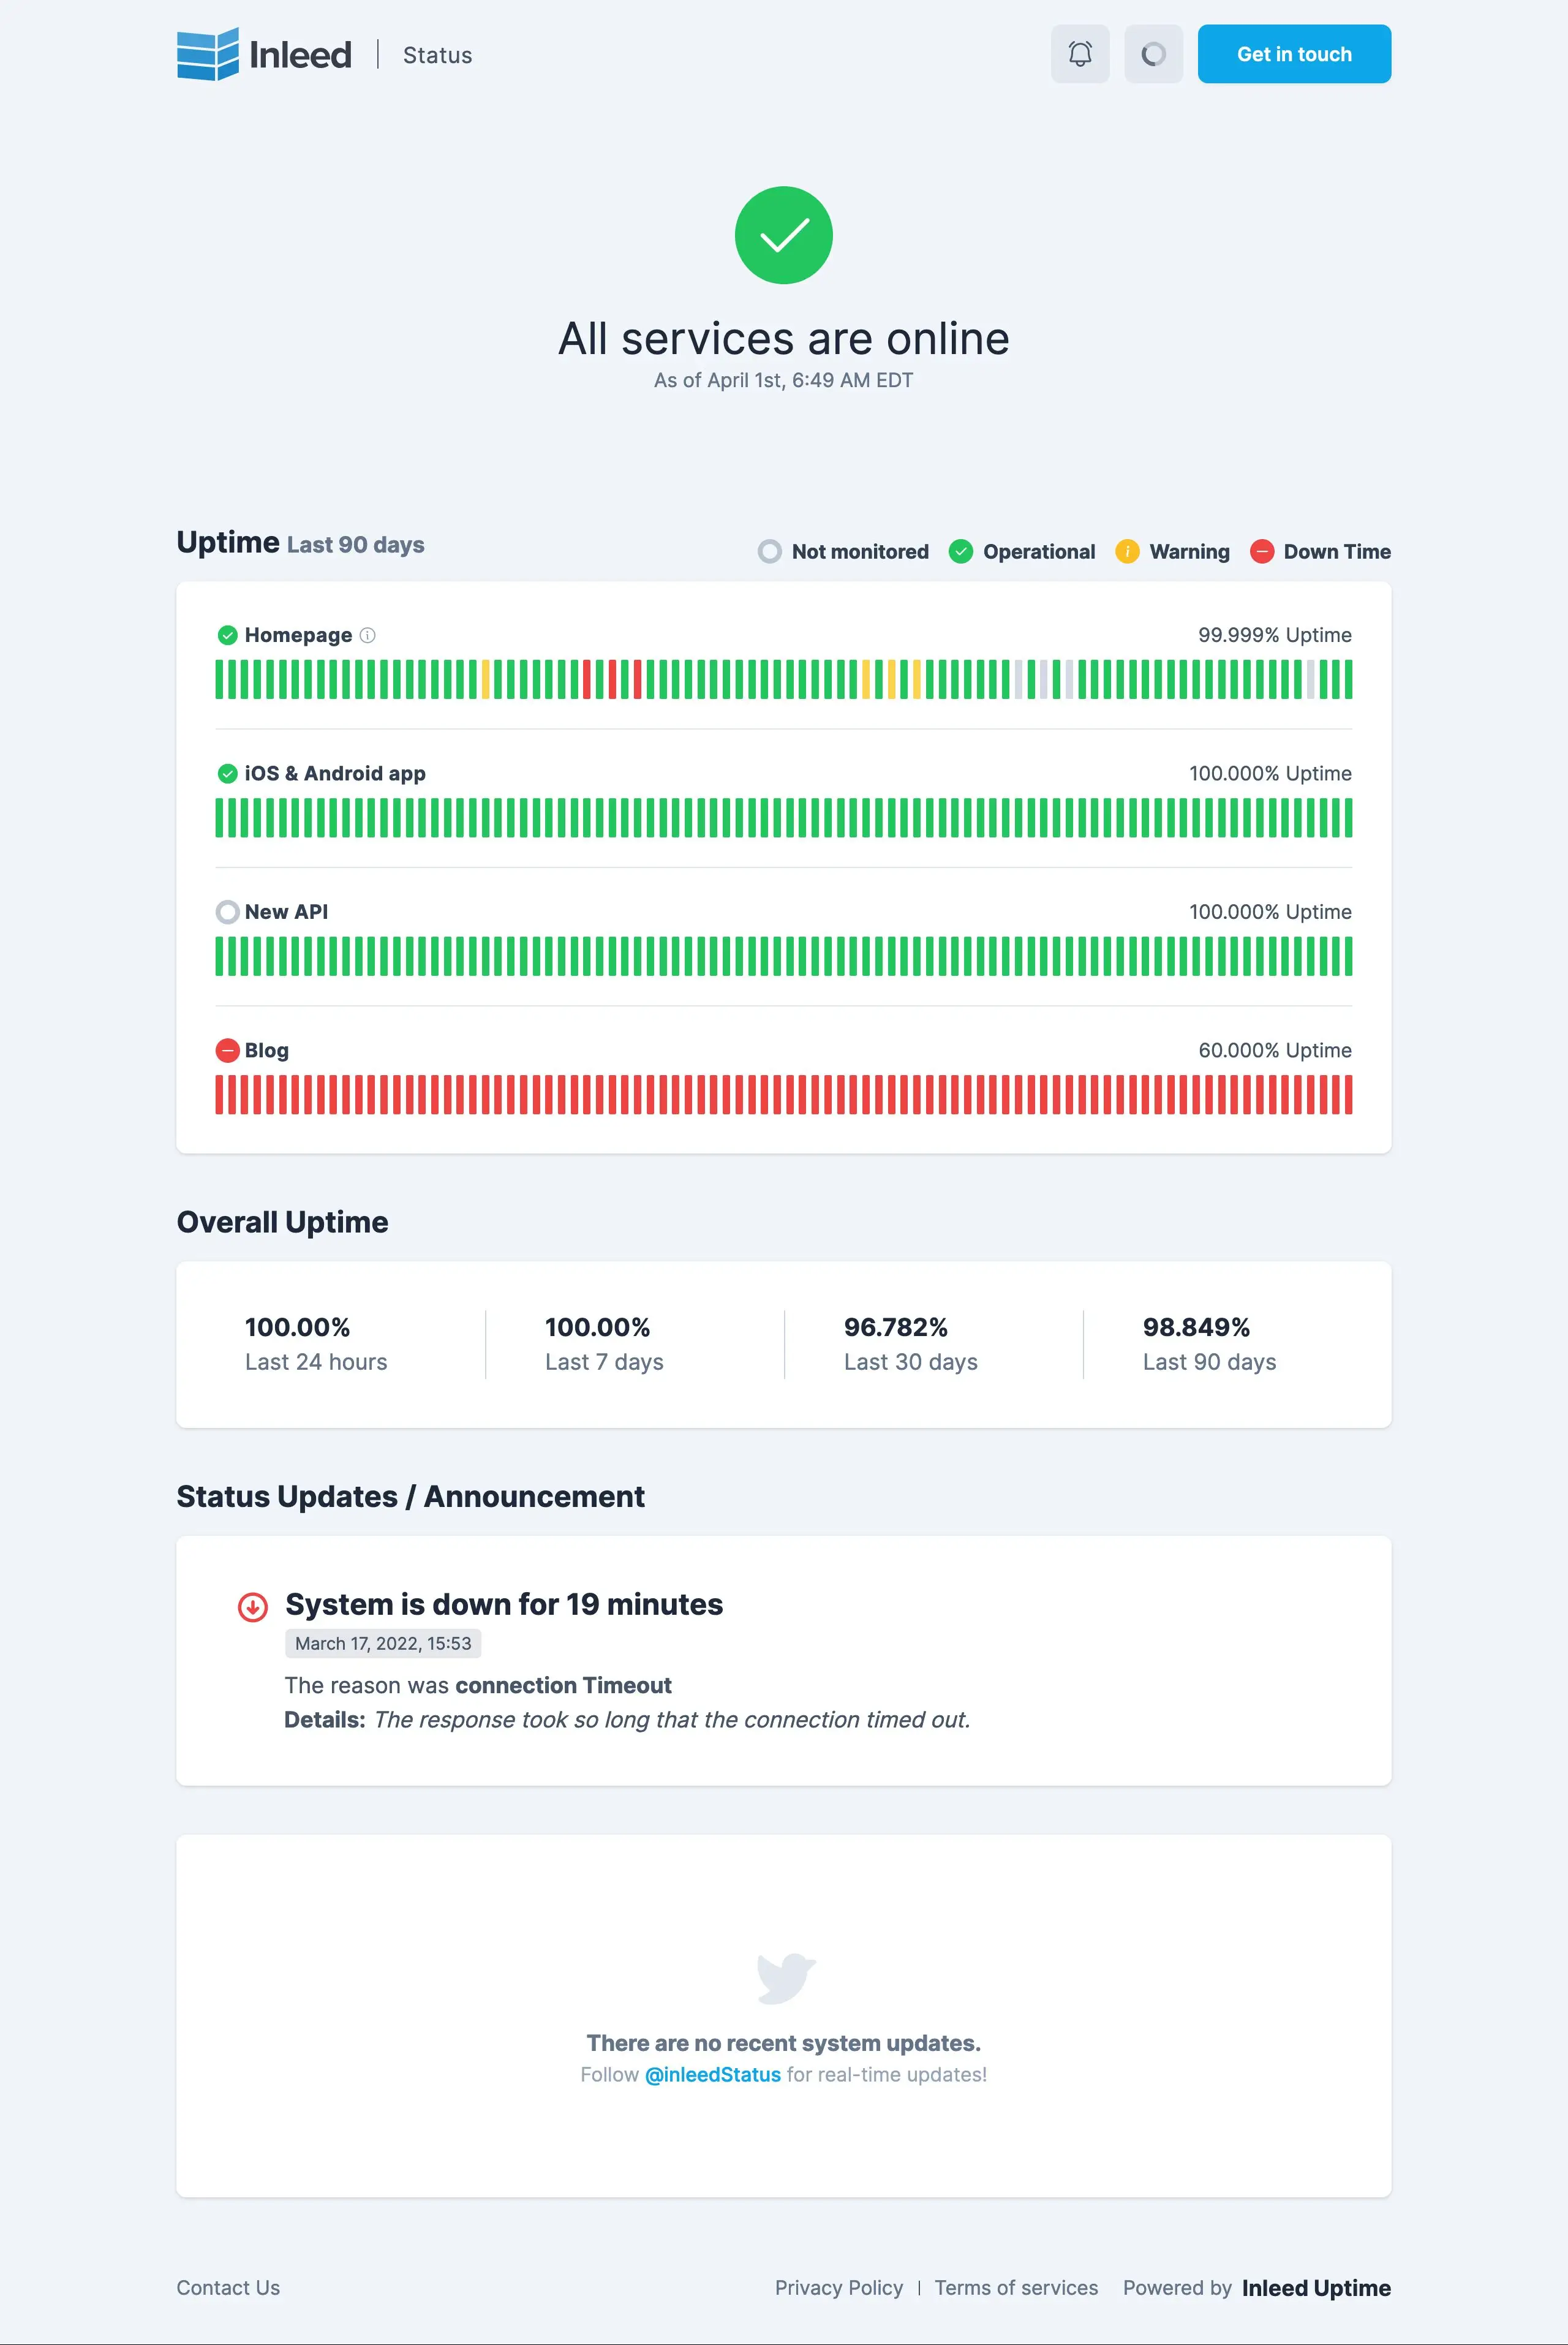 Inleed
Status
Get in touch
All services are online
As of April 1st, 6:49 AM EDT
Uptime Last 90 days
Not monitored
Operational
Warning
Down Time
Homepage
99.999% Uptime
iOS & Android app
100.000% Uptime
New API
100.000% Uptime
Blog
60.000% Uptime
Overall Uptime
100.00%
Last 24 hours
100.00%
Last 7 days
96.782%
Last 30 days
98.849%
Last 90 days
Status Updates / Announcement
System is down for 19 minutes
March 17, 2022, 15:53
The reason was connection Timeout
Details: The response took so long that the connection timed out.
There are no recent system updates.
Follow @inleedStatus for real-time updates!
Contact Us
Privacy Policy
Terms of services
Powered by Inleed Uptime